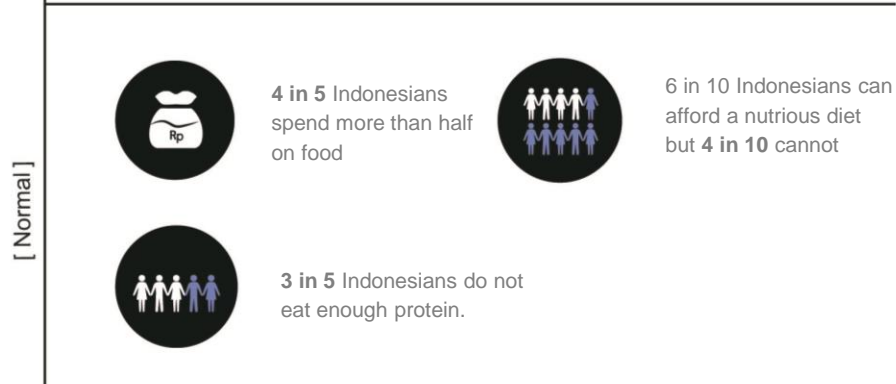 [ Normal ]
Rp
4 in 5 Indonesians
spend more than half
on food
6 in 10 Indonesians can
afford a nutritious diet
but 4 in 10 cannot
3 in 5 Indonesians do not
eat enough protein.